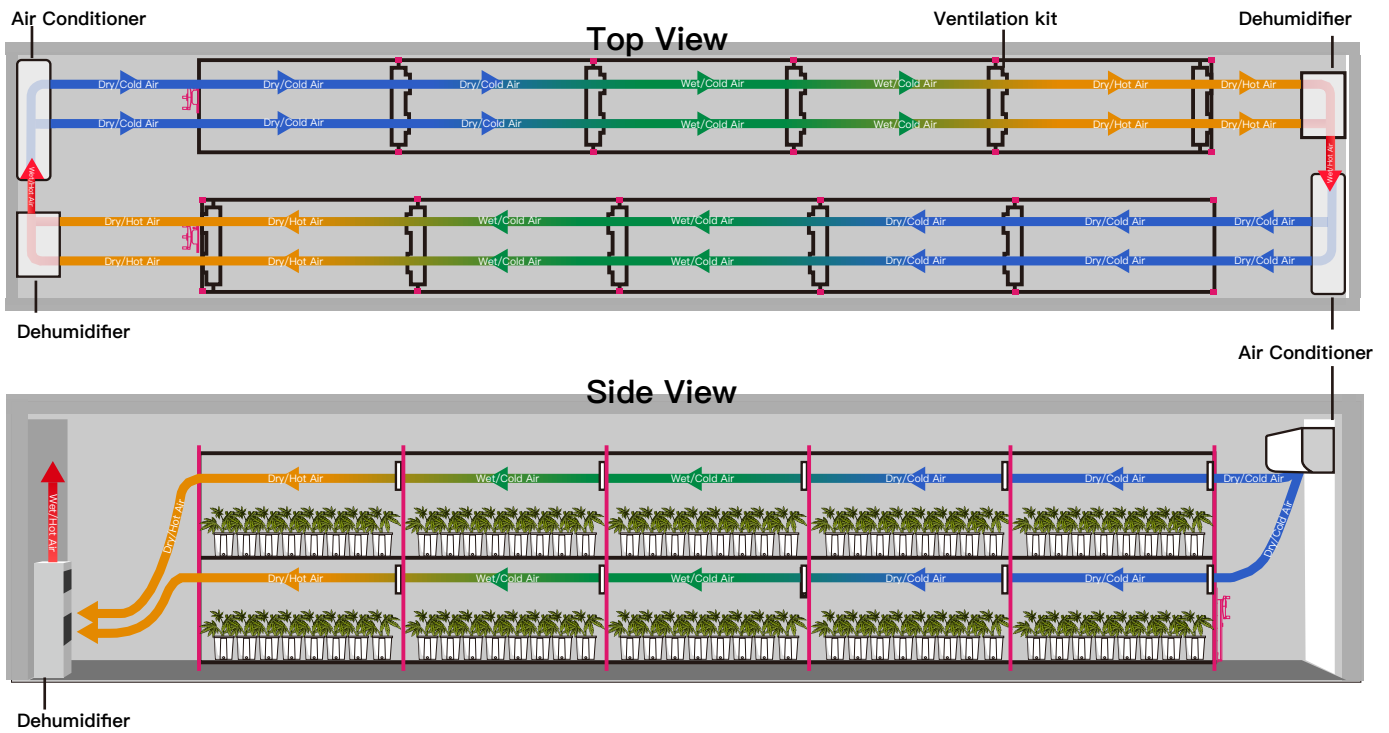 Air Conditioner
Ventilation kit
Dehumidifier
Top View
Dry/Cold Air Dry/Cold Air Dry/Cold Air Wet/Cold Air Wet/Cold Air Dry/Hot Air Dry/Hot Air
Dry/Cold Air Dry/Cold Air Dry/Cold Air Wet/Cold Air Wet/Cold Air Dry/Hot Air Dry/Hot Air
Wet/Hot Air
Wet/Hot Air
Dry/Hot Air Dry/Hot Air Wet/Cold Air Wet/Cold Air Dry/Cold Air Dry/Cold Air Dry/Cold Air
Dry/Hot Air Dry/Hot Air Wet/Cold Air Wet/Cold Air Dry/Cold Air Dry/Cold Air Dry/Cold Air
Dehumidifier
Air Conditioner
Side View
Dry/Hot Air Wet/Cold Air Wet/Cold Air Dry/Cold Air Dry/Cold Air Dry/Cold Air
Wet/Hot Air
Dry/Hot Air
Dry/Cold Air
Dry/Hot Air Wet/Cold Air Wet/Cold Air Dry/Cold Air Dry/Cold Air
Dehumidifier